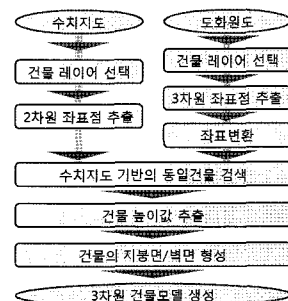 수치지도
도화원도
건물 레이어 선택
건물 레이어 선택
2차원 좌표점 추출
3차원 좌표점 추출
좌표변환
수치지도 기반의 동일건물 검색
건물 높이값 추출
건물의 지붕면/벽면 형성
3차원 건물모델 생성